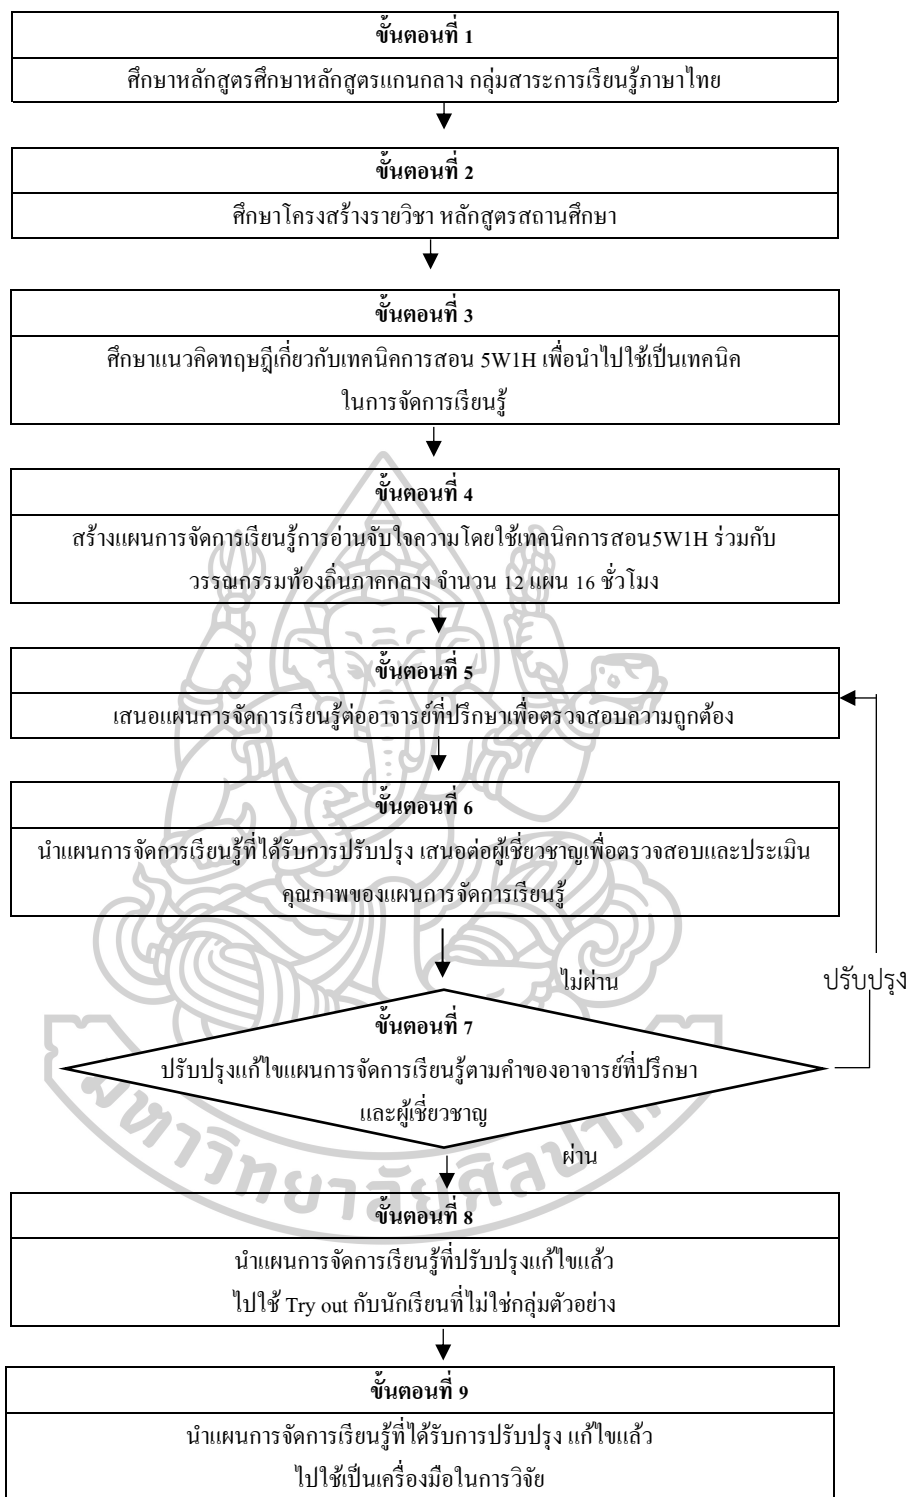 ขั้นตอนที่ 1
ศึกษาหลักสูตรศึกษาหลักสูตรแกนกลาง กลุ่มสาระการเรียนรู้ภาษาไทย
ขั้นตอนที่ 2
ศึกษาโครงสร้างรายวิชา หลักสูตรสถานศึกษา
ขั้นตอนที่ 3
ศึกษาแนวคิดทฤษฎีเกี่ยวกับเทคนิคการสอน 5W1H เพื่อนำไปใช้เป็นเทคนิค
ในการจัดการเรียนรู้
ขั้นตอนที่ 4
สร้างแผนการจัดการเรียนรู้การอ่านจับใจความโดยใช้เทคนิคการสอน5W1H ร่วมกับ
วรรณกรรมท้องถิ่นภาคกลาง จำนวน 12 แผน 16 ชั่วโมง
ขั้นตอนที่ 5
เสนอแผนการจัดการเรียนรู้ต่ออาจารย์ที่ปรึกษาเพื่อตรวจสอบความถูกต้อง
ขั้นตอนที่ 6
นำแผนการจัดการเรียนรู้ที่ได้รับการปรับปรุง เสนอต่อผู้เชี่ยวชาญเพื่อตรวจสอบและประเมิน
คุณภาพของแผนการจัดการเรียนรู้
ไม่ผ่าน
ปรับปรุง
ขั้นตอนที่ 7
ปรับปรุงแก้ไขแผนการจัดการเรียนรู้ตามคำของอาจารย์ที่ปรึกษา
และผู้เชี่ยวชาญ
ผ่าน
มหาวิทยาลัยศิลปากร
ขั้นตอนที่ 8
นำแผนการจัดการเรียนรู้ที่ปรับปรุงแก้ไขแล้ว
ไปใช้ Try out กับนักเรียนที่ไม่ใช่กลุ่มตัวอย่าง
ขั้นตอนที่ 9
นำแผนการจัดการเรียนรู้ที่ได้รับการปรับปรุง แก้ไขแล้ว
ไปใช้เป็นเครื่องมือในการวิจัย